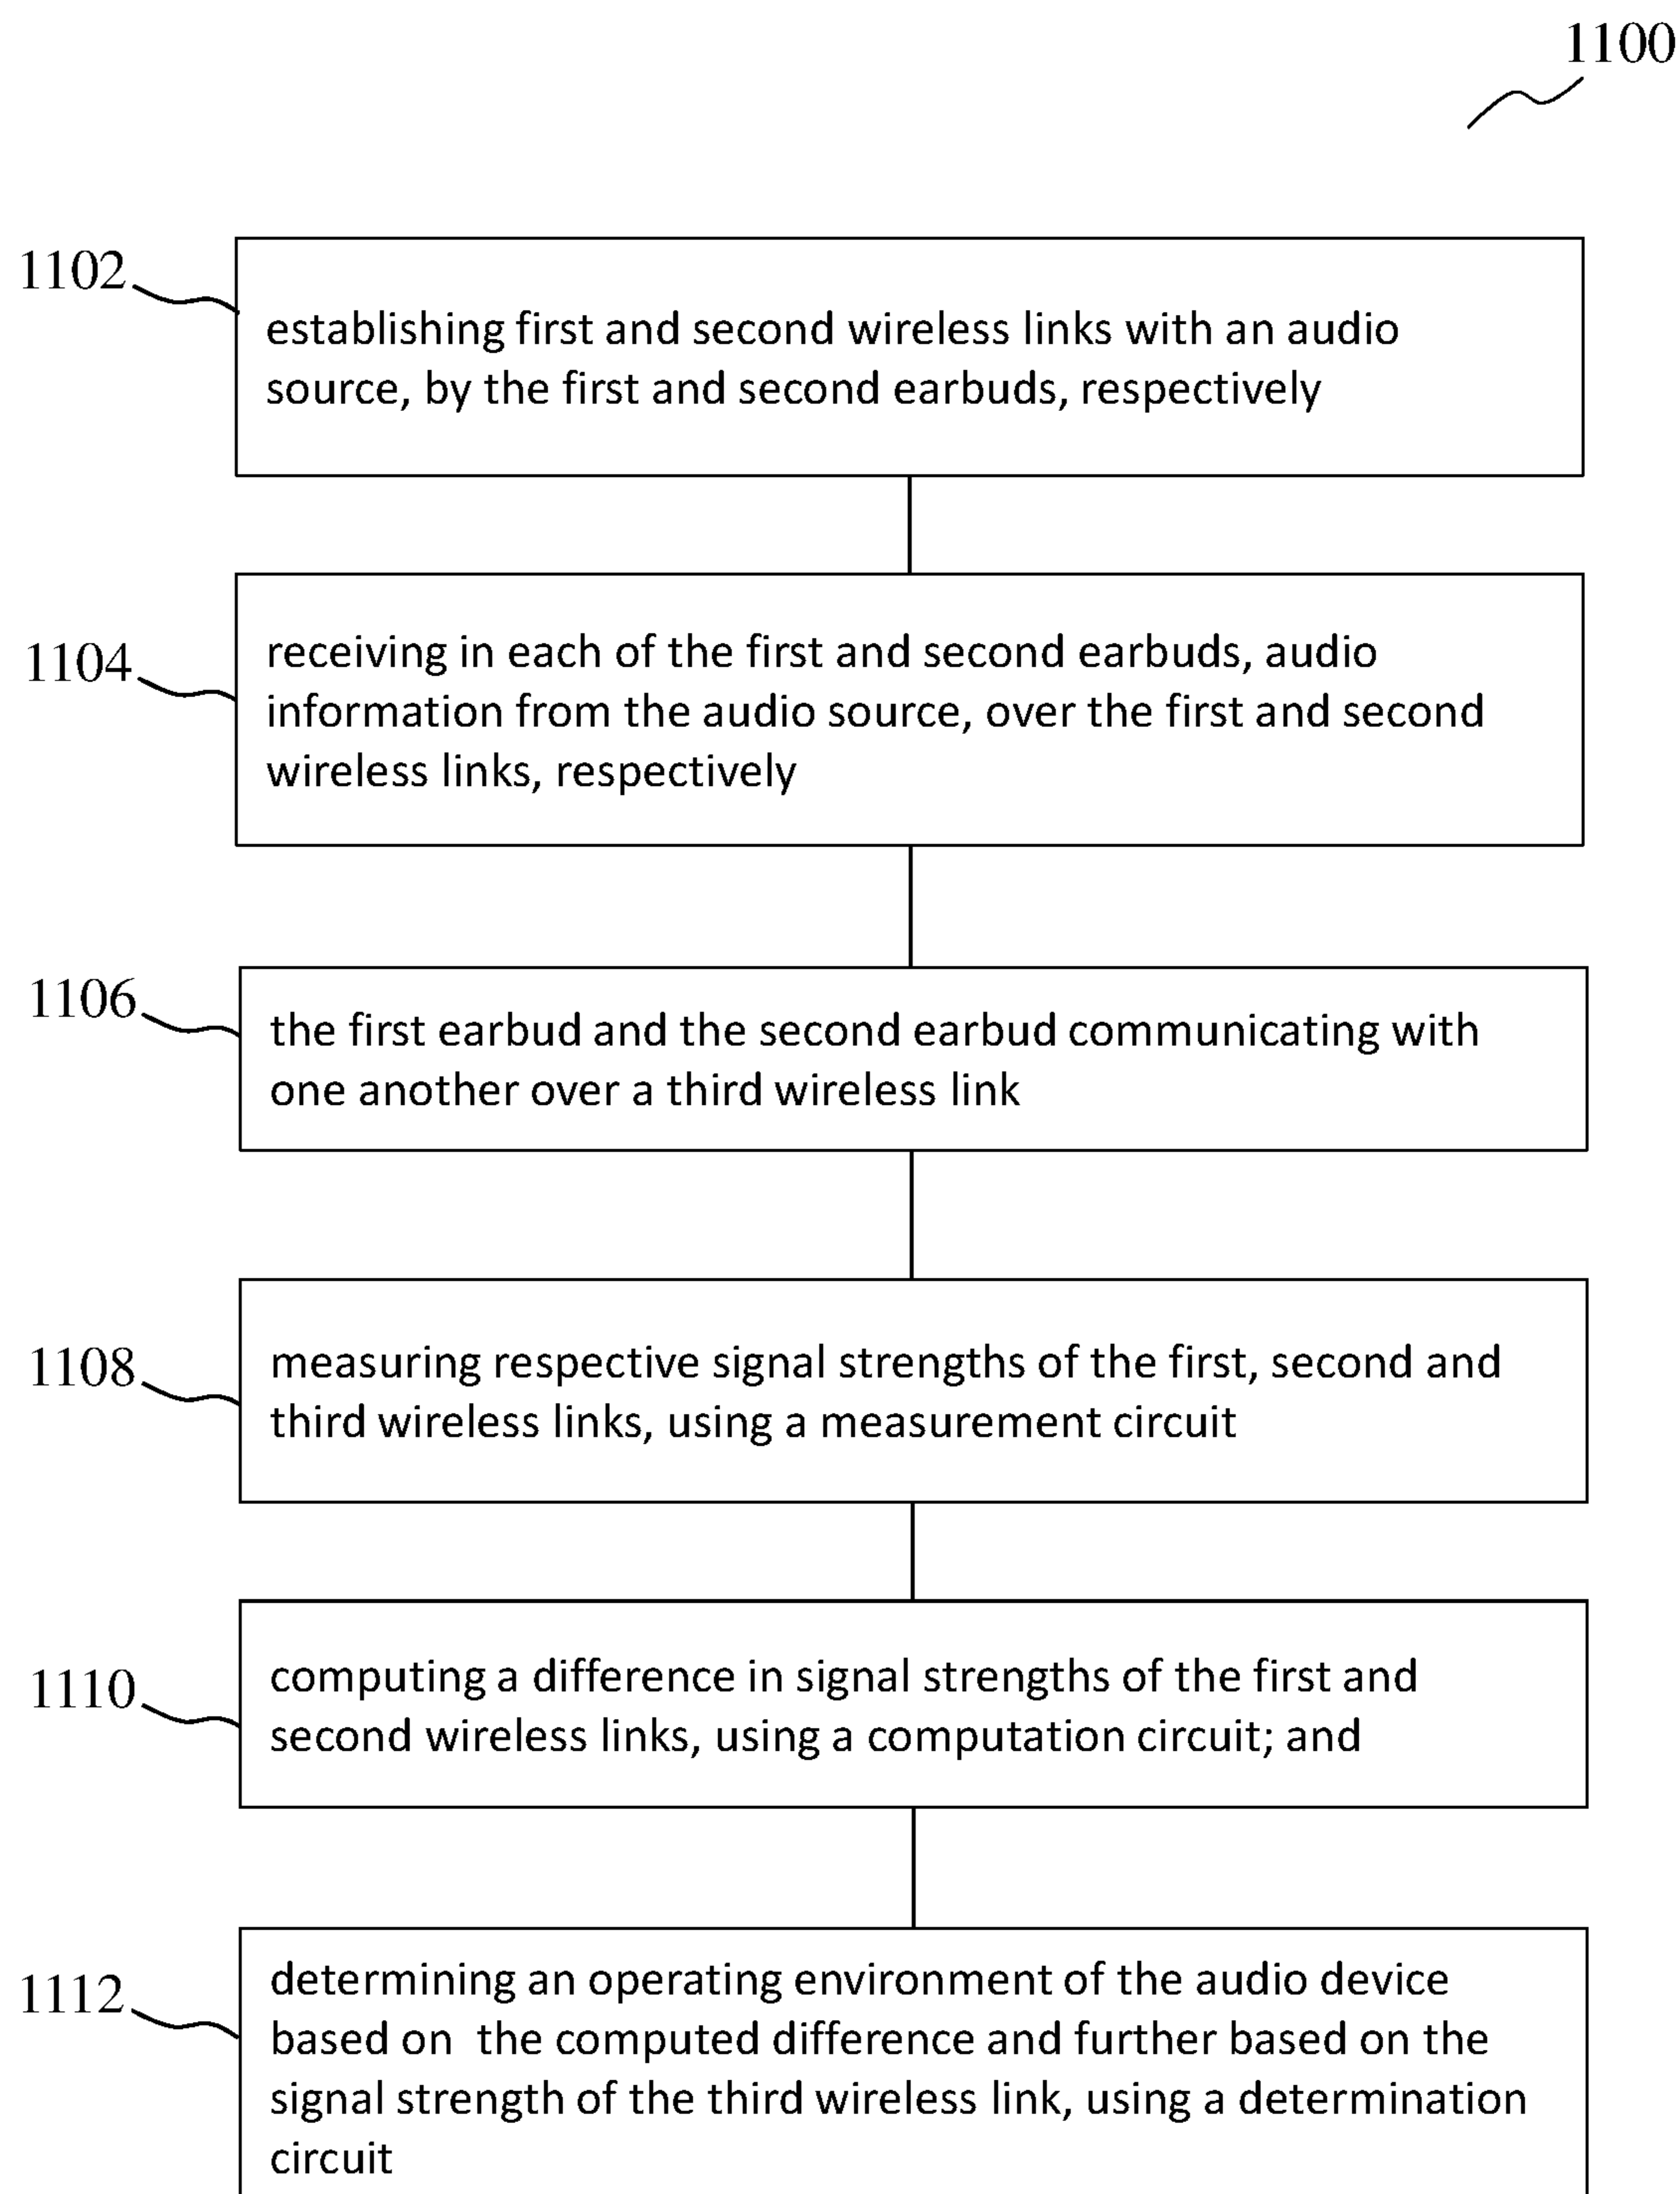 1100
1102
establishing first and second wireless links with an audio
source, by the first and second earbuds, respectively
1104
receiving in each of the first and second earbuds, audio
information from the audio source, over the first and second
wireless links, respectively
1106
the first earbud and the second earbud communicating with
one another over a third wireless link
1108
measuring respective signal strengths of the first, second and
third wireless links, using a measurement circuit
1110
computing a difference in signal strengths of the first and
second wireless links, using a computation circuit; and
1112
determining an operating environment of the audio device
based on  the computed difference and further based on the
signal strength of the third wireless link, using a determination
circuit